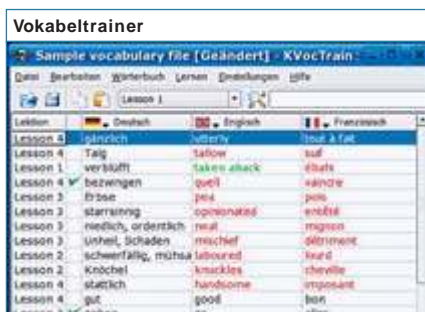 Vokabeltrainer
Sample vocabulary file [Geändert] - KVocTrain
Datei Bearbeiten Wörterbuch Lernen Einstellungen Hilfe
Lesson 1
Lektion Deutsch Englisch Französisch
Lesson 4 gänzlich utterly tout à fait
Lesson 4 Talg tallow suif
Lesson 1 verblüfft taken aback ébahi
Lesson 4 bezwingen quell vaincre
Lesson 3 Erbse pea pois
Lesson 3 starrsinnig opinionated entêté
Lesson 3 niedlich, ordentlich neat mignon
Lesson 3 Unheil, Schaden mischief détriment
Lesson 2 schwerfällig, mühsa laboured lourd
Lesson 2 Knöchel knuckles cheville
Lesson 4 stattlich handsome imposant
Lesson 4 gut good bon